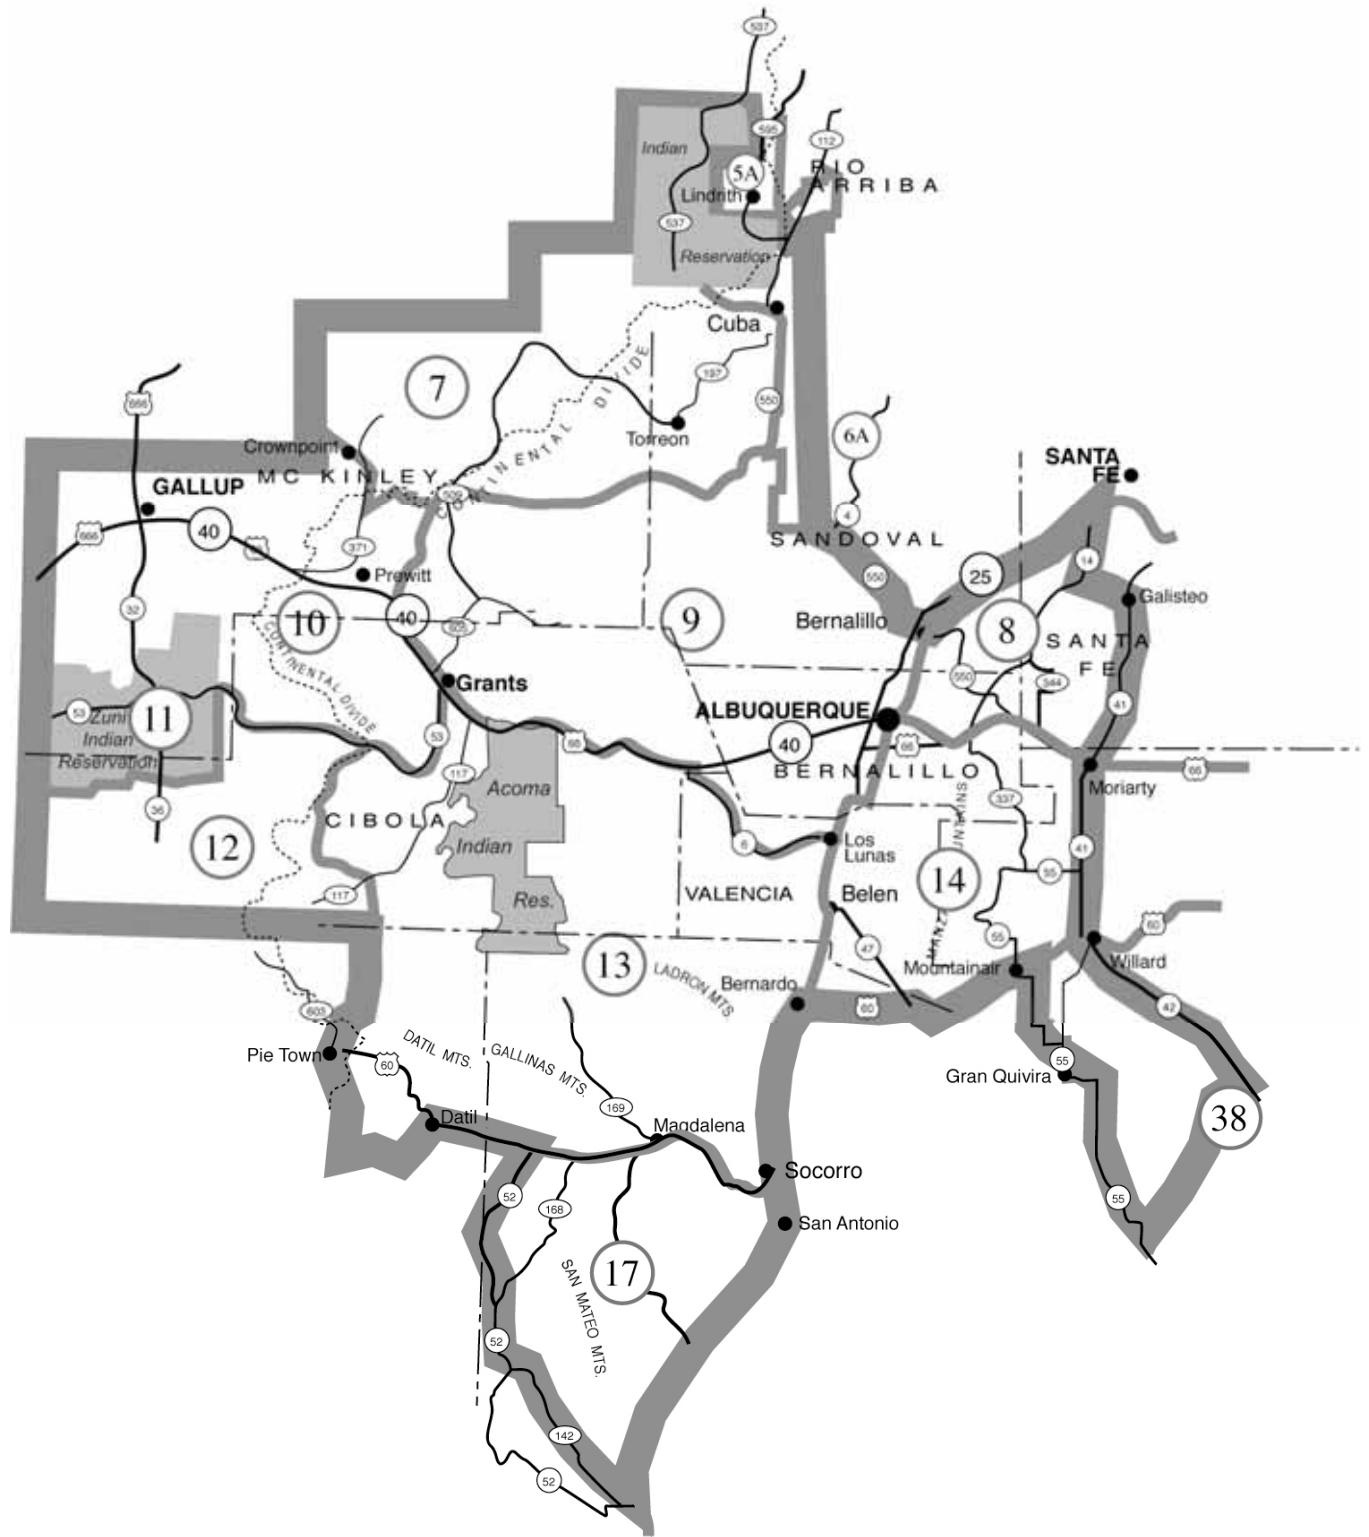 537
595
112
Indian
5A
RIO
ARRIBA
Lindrith
537
Reservation
Cuba
7
CONTINENTAL DIVIDE
197
550
666
6A
Torreon
Crownpoint
MC KINLEY
SANTA
FE
GALLUP
509
4
666
40
371
SANDOVAL
14
Prewitt
550
25
Galisteo
32
10
40
605
9
Bernalillo
8
SANTA
FE
CONTINENTAL DIVIDE
Grants
550
344
53
Zuni
11
Indian
Reservation
53
66
ALBUQUERQUE
40
66
41
BERNALILLO
66
117
Acoma
Moriarty
36
337
CIBOLA
12
Indian
6
Los
Lunas
41
14
55
117
Res.
VALENCIA
Belen
60
55
47
13
LADRON MTS.
Mountainair
Willard
Bernardo
603
60
42
Pie Town
60
DATIL MTS.
GALLINAS MTS.
55
Gran Quivira
169
38
Datil
Magdalena
52
168
Socorro
55
San Antonio
17
SAN MATEO MTS.
52
142
52